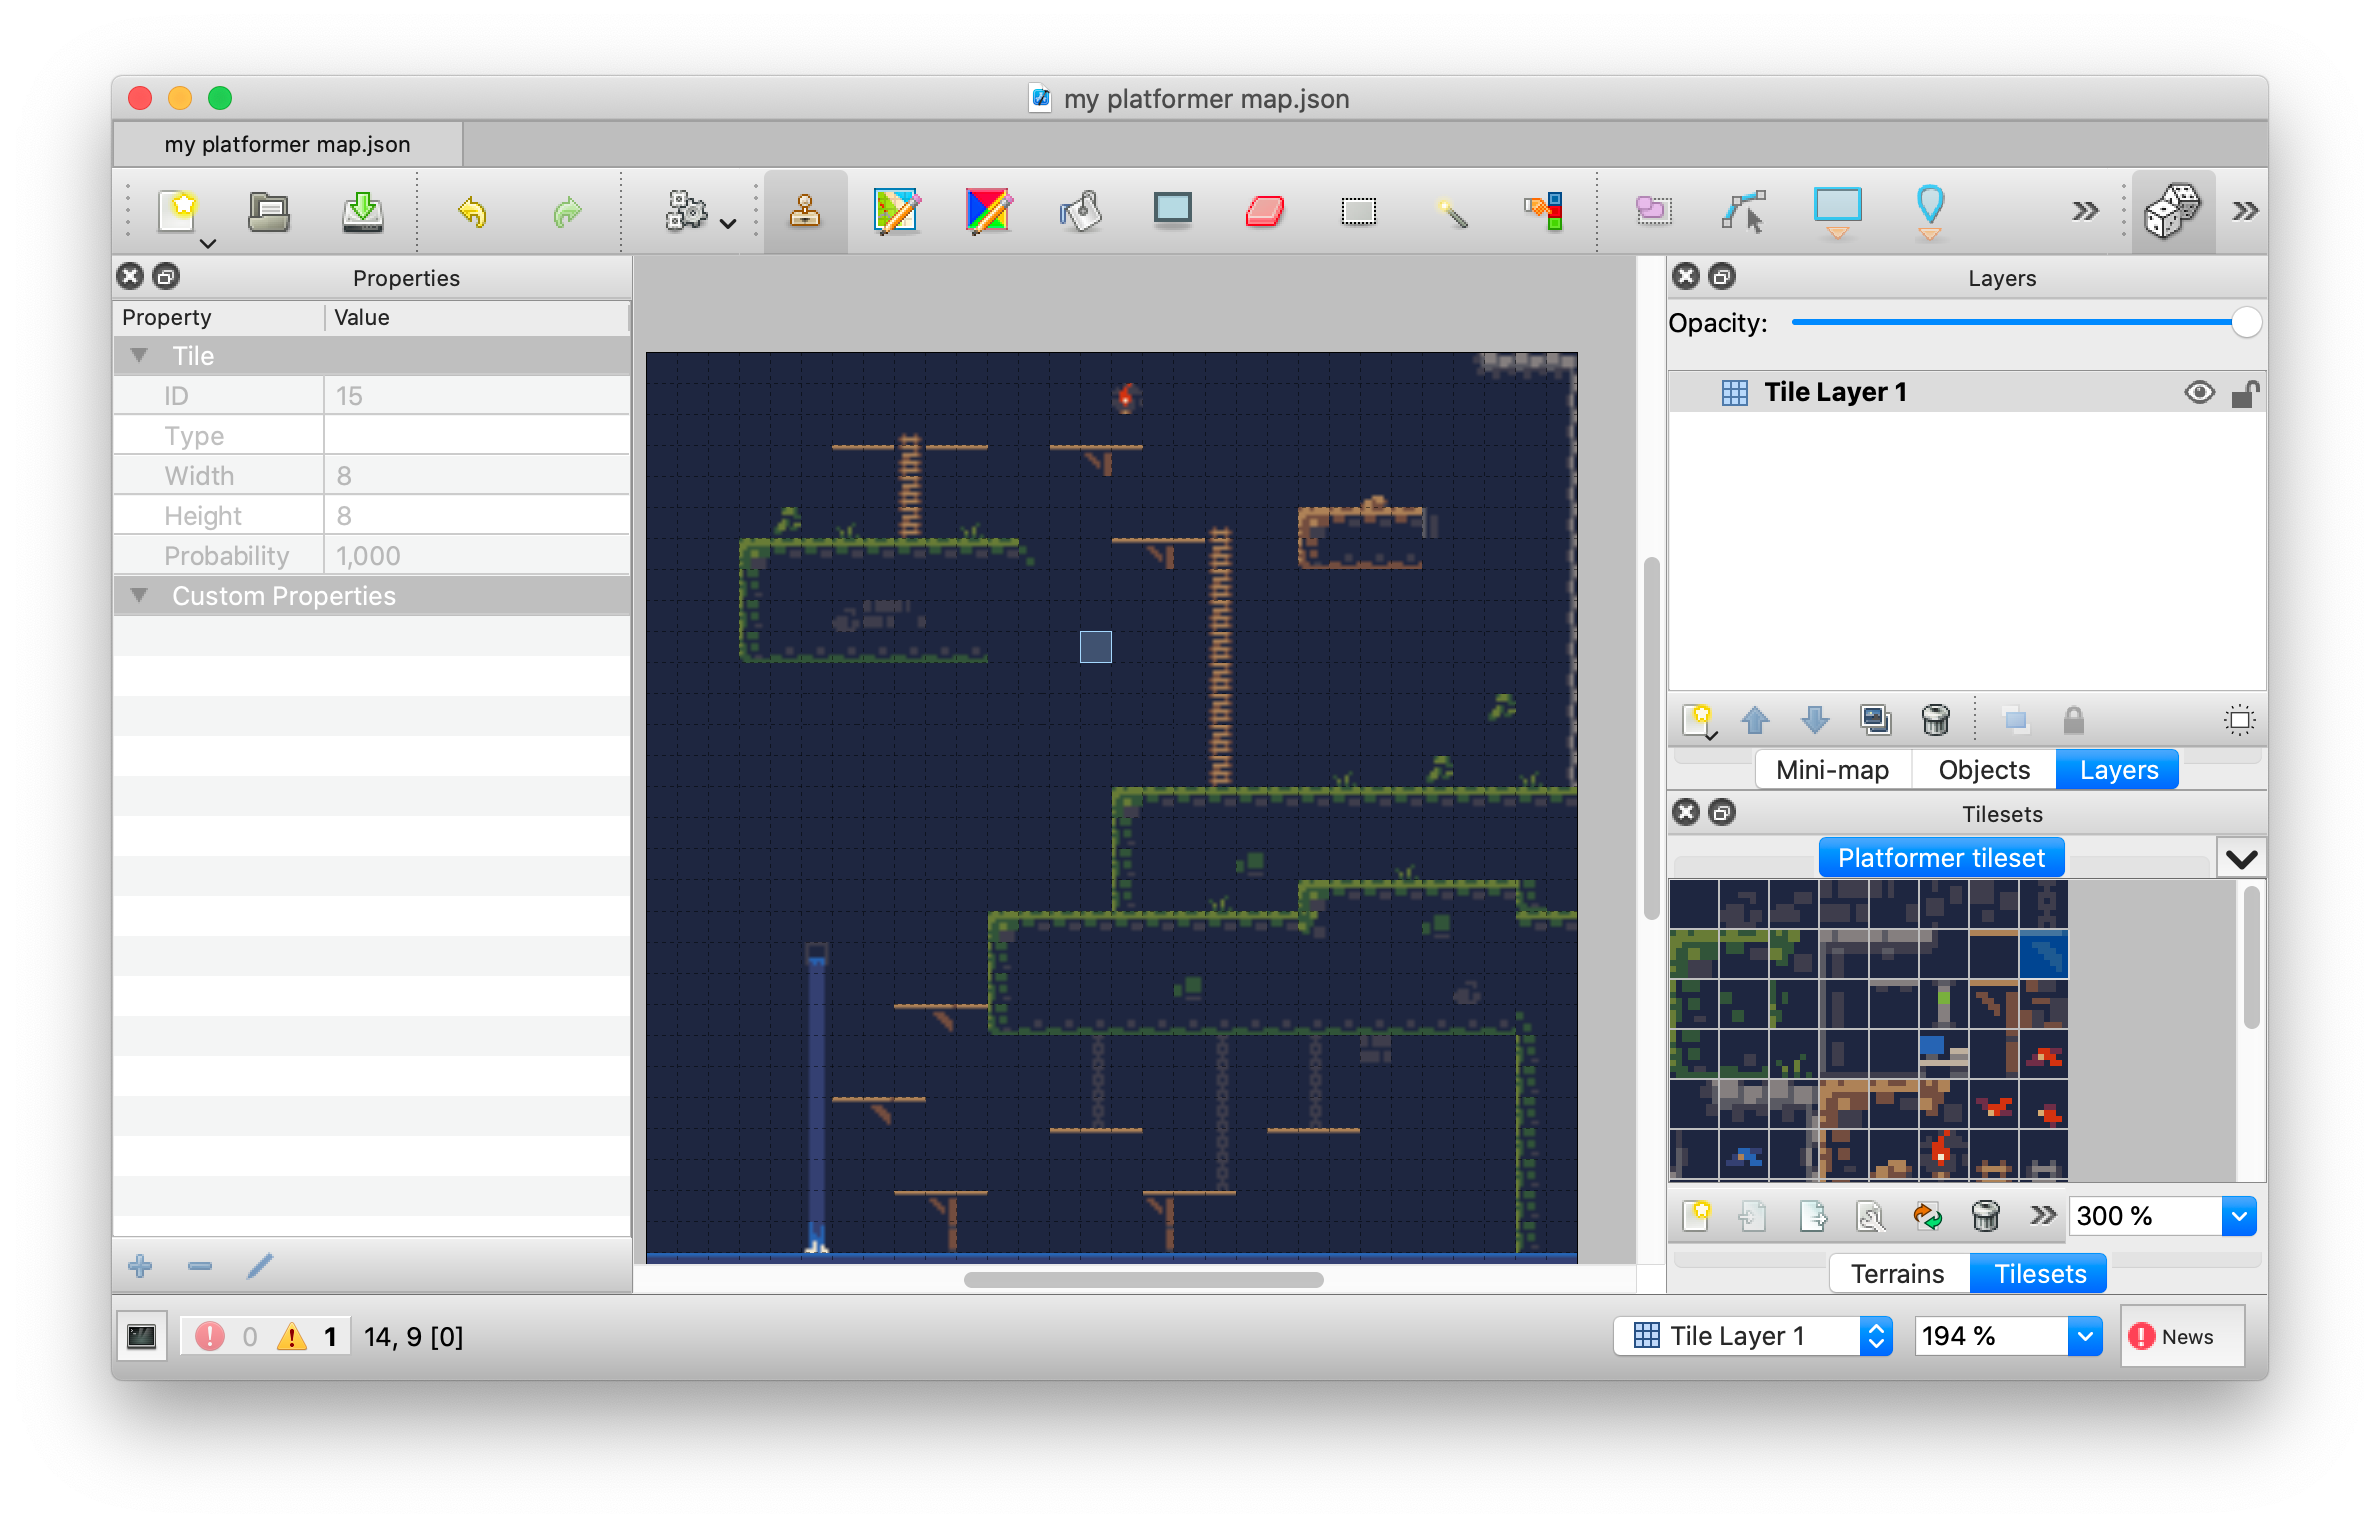 my platformer map.json
my platformer map.json
Properties
Property Value
Tile
ID 15
Type
Width 8
Height 8
Probability 1,000
Custom Properties
Layers
Opacity:
Tile Layer 1
Mini-map Objects Layers
Tilesets
Platformer tileset
300 %
Terrains Tilesets
0 1 14, 9 [0]
Tile Layer 1 194 % News